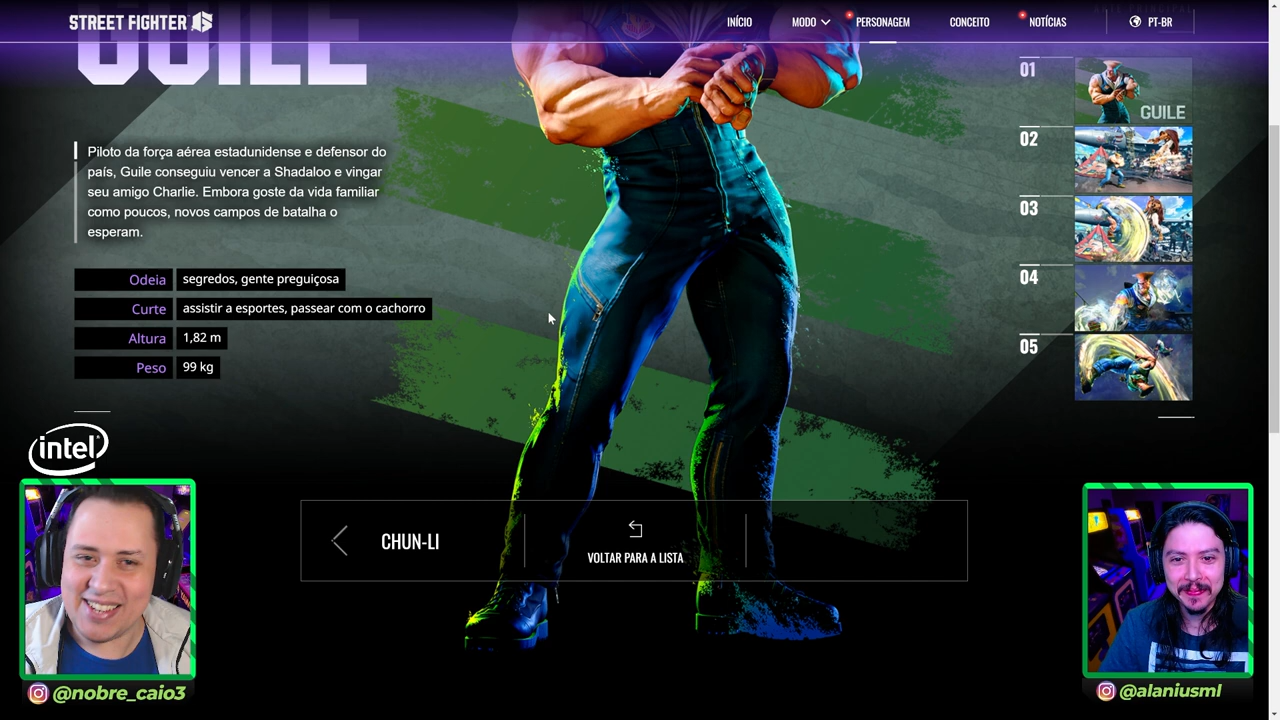 STREET FIGHTER 6
INÍCIO
MODO
PERSONAGEM
CONCEITO
NOTÍCIAS
PT-BR
GUILE
Piloto da força aérea estadunidense e defensor do
país, Guile conseguiu vencer a Shadaloo e vingar
seu amigo Charlie. Embora goste da vida familiar
como poucos, novos campos de batalha o
esperam.
Odeia segredos, gente preguiçosa
Curte assistir a esportes, passear com o cachorro
Altura 1,82 m
Peso 99 kg
01
GUILE
02
03
04
05
intel
CHUN-LI
VOLTAR PARA A LISTA
@nobre_caio3
@alaniusml